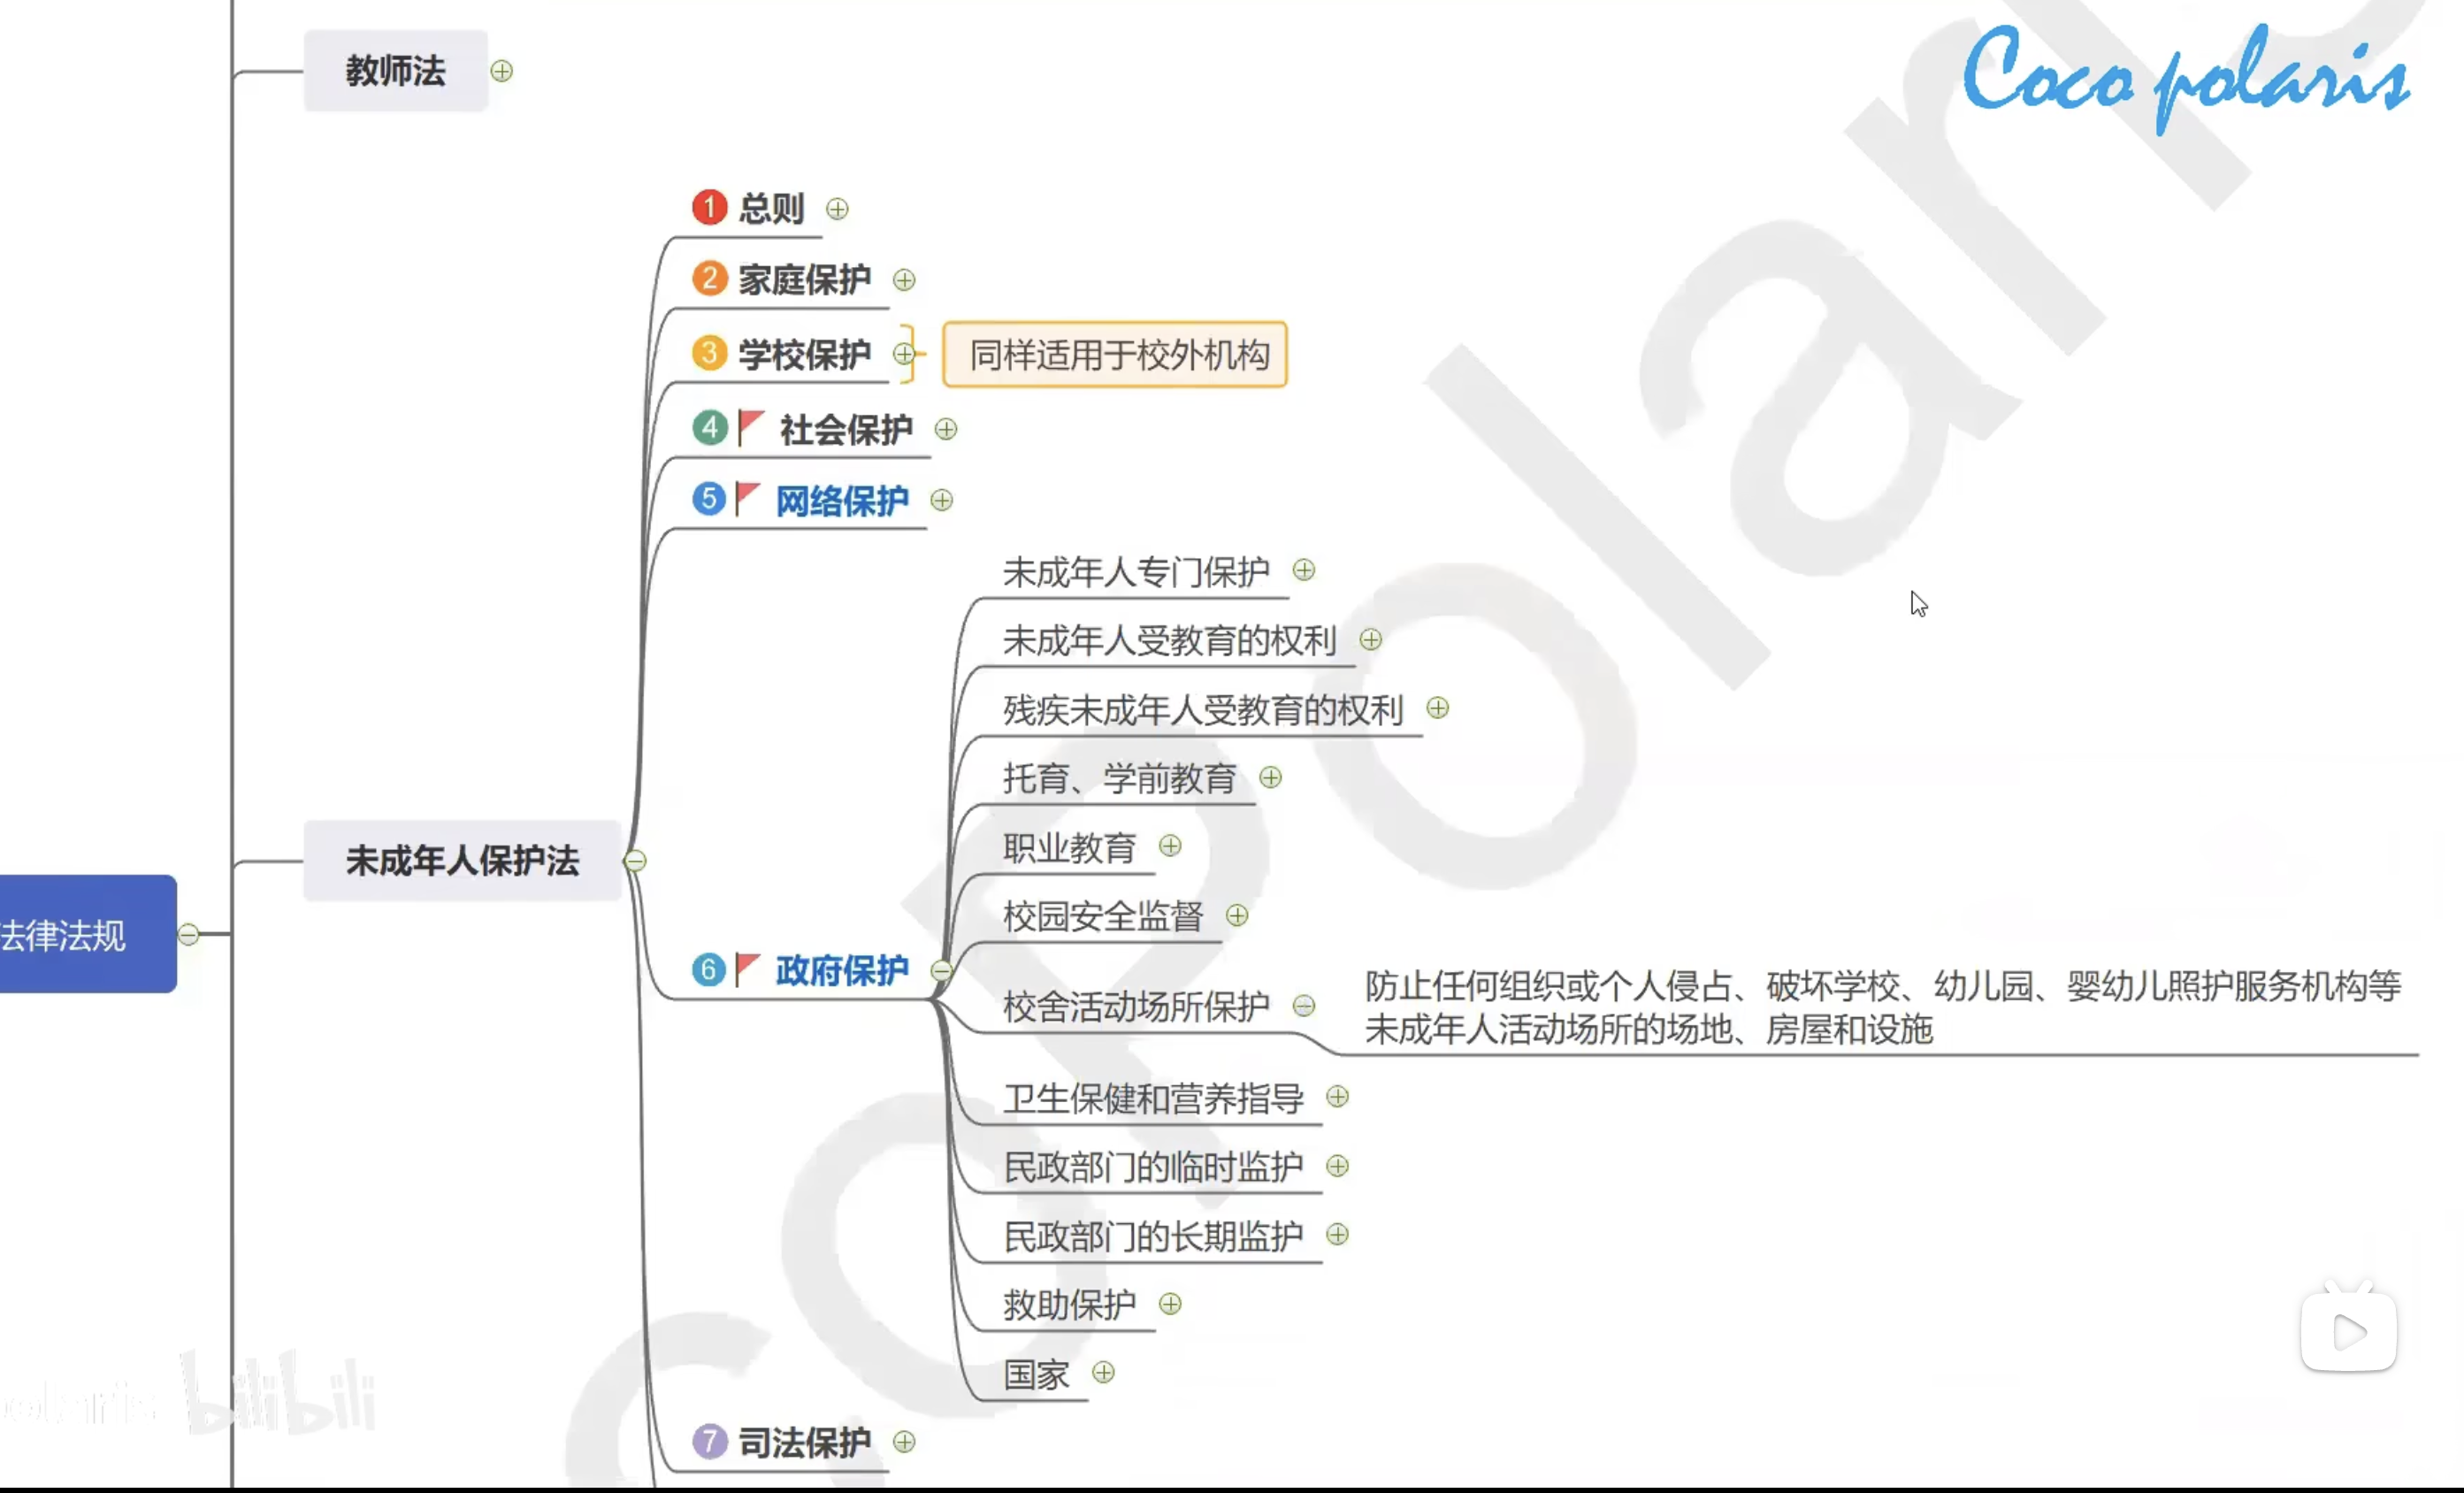 教师法
Coco polaris
1 总则
2 家庭保护
3 学校保护
同样适用于校外机构
4 社会保护
5 网络保护
未成年人专门保护
未成年人受教育的权利
残疾未成年人受教育的权利
托育、学前教育
职业教育
校园安全监督
未成年人保护法
法律法规
6 政府保护
校舍活动场所保护
防止任何组织或个人侵占、破坏学校、幼儿园、婴幼儿照护服务机构等
未成年人活动场所的场地、房屋和设施
卫生保健和营养指导
民政部门的临时监护
民政部门的长期监护
救助保护
国家
7 司法保护
bilibili